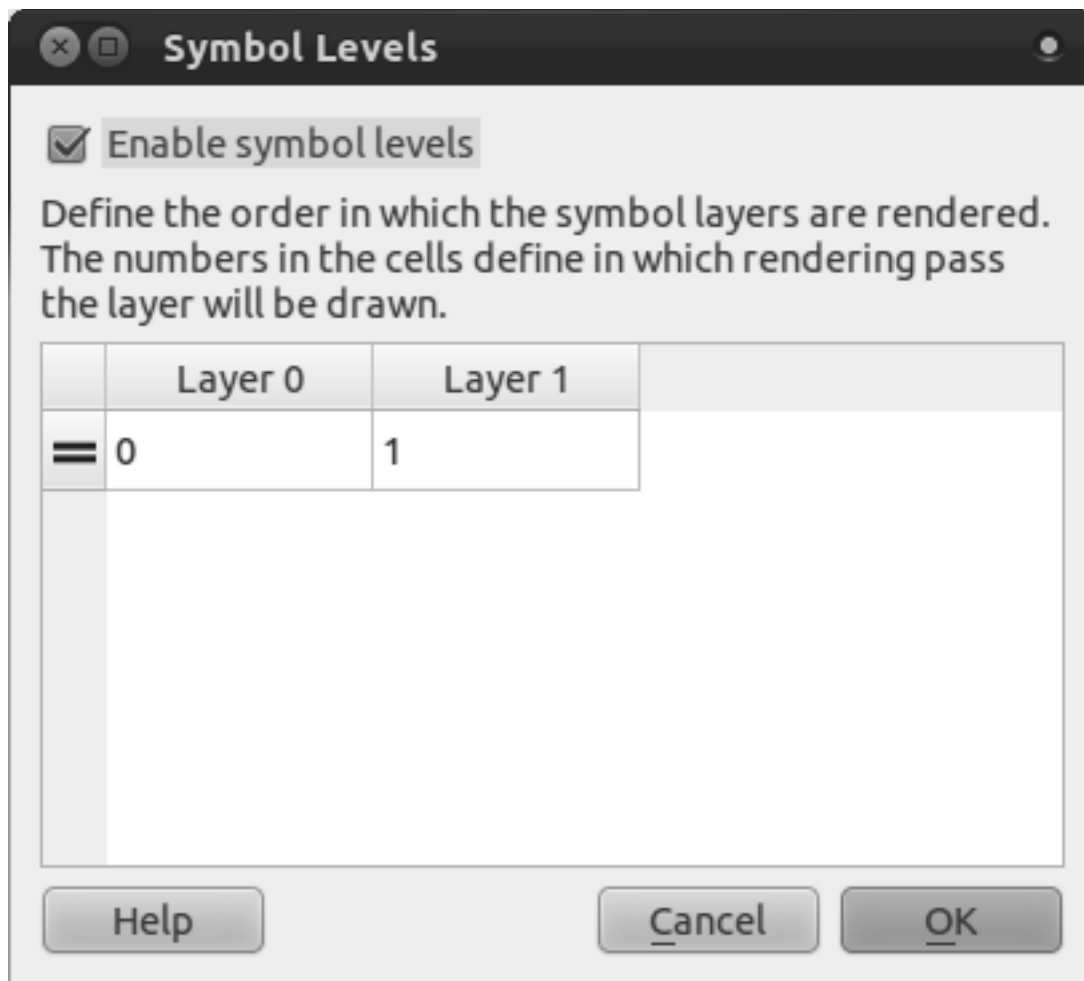 Symbol Levels
Enable symbol levels
Define the order in which the symbol layers are rendered.
The numbers in the cells define in which rendering pass
the layer will be drawn.
Layer 0 Layer 1
0 1
Help Cancel OK